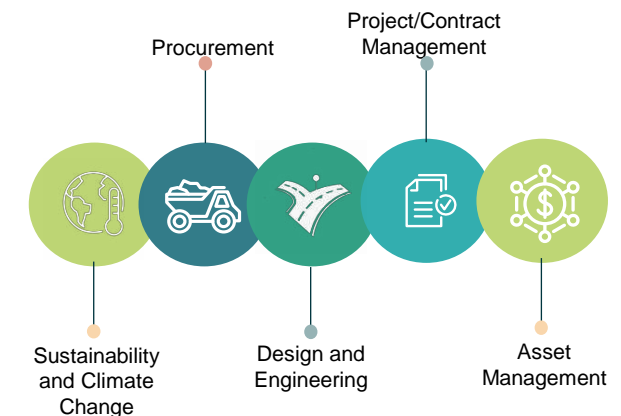 Procurement
Project/Contract
Management
$
Sustainability
and Climate
Change
Design and
Engineering
Asset
Management